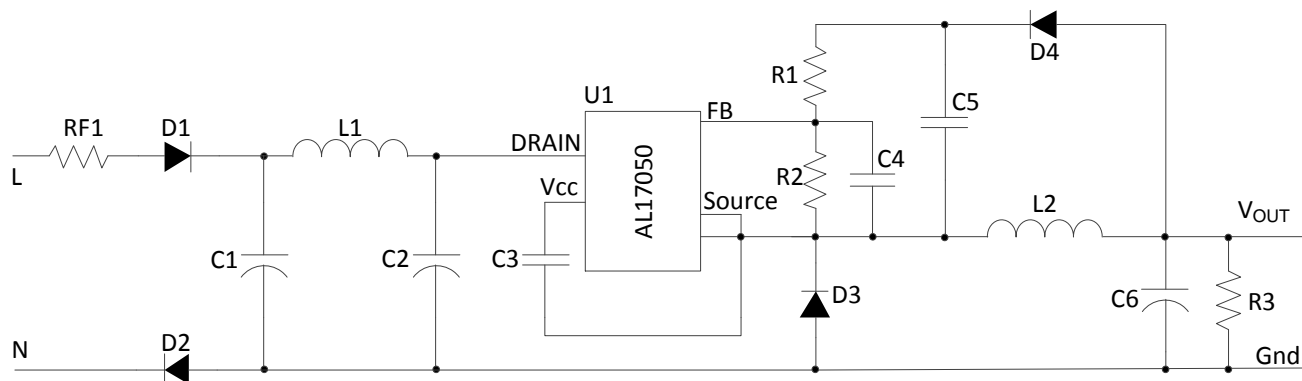 D4
R1
C5
U1
FB
RF1
D1
L1
DRAIN
C4
L
Vcc
R2
AL17050
Source
L2
VOUT
C1
C2
C3
D3
C6
R3
N
D2
Gnd